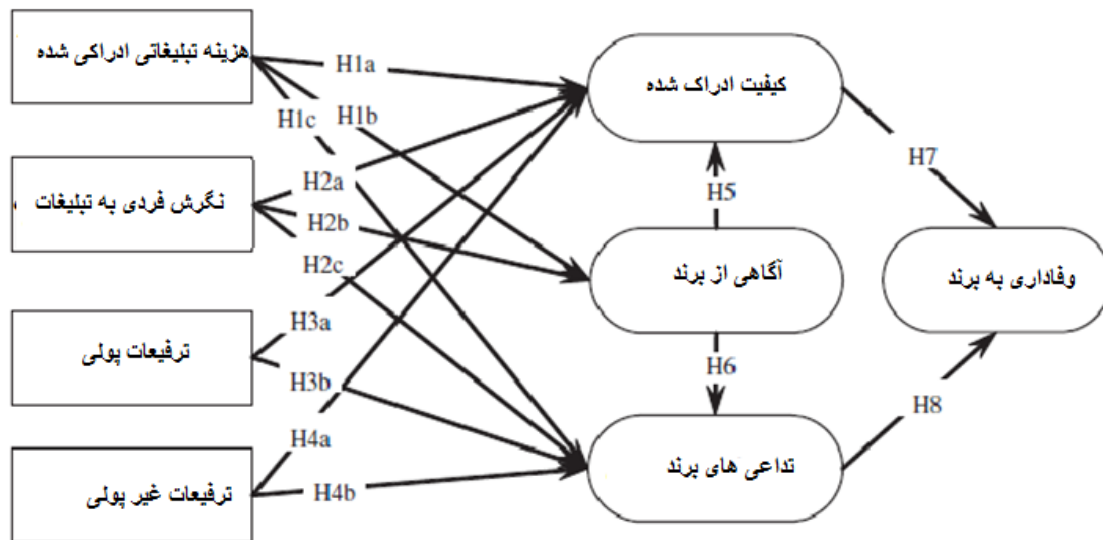 هزینه تبلیغاتی ادراکی شده
نگرش فردی به تبلیغات
ترفیعات پولی
ترفیعات غیر پولی
H1a
H1b
H1c
H2a
H2b
H2c
H3a
H3b
H4a
H4b
کیفیت ادراک شده
H5
آگاهی از برند
H6
تداعی های برند
H7
وفاداری به برند
H8